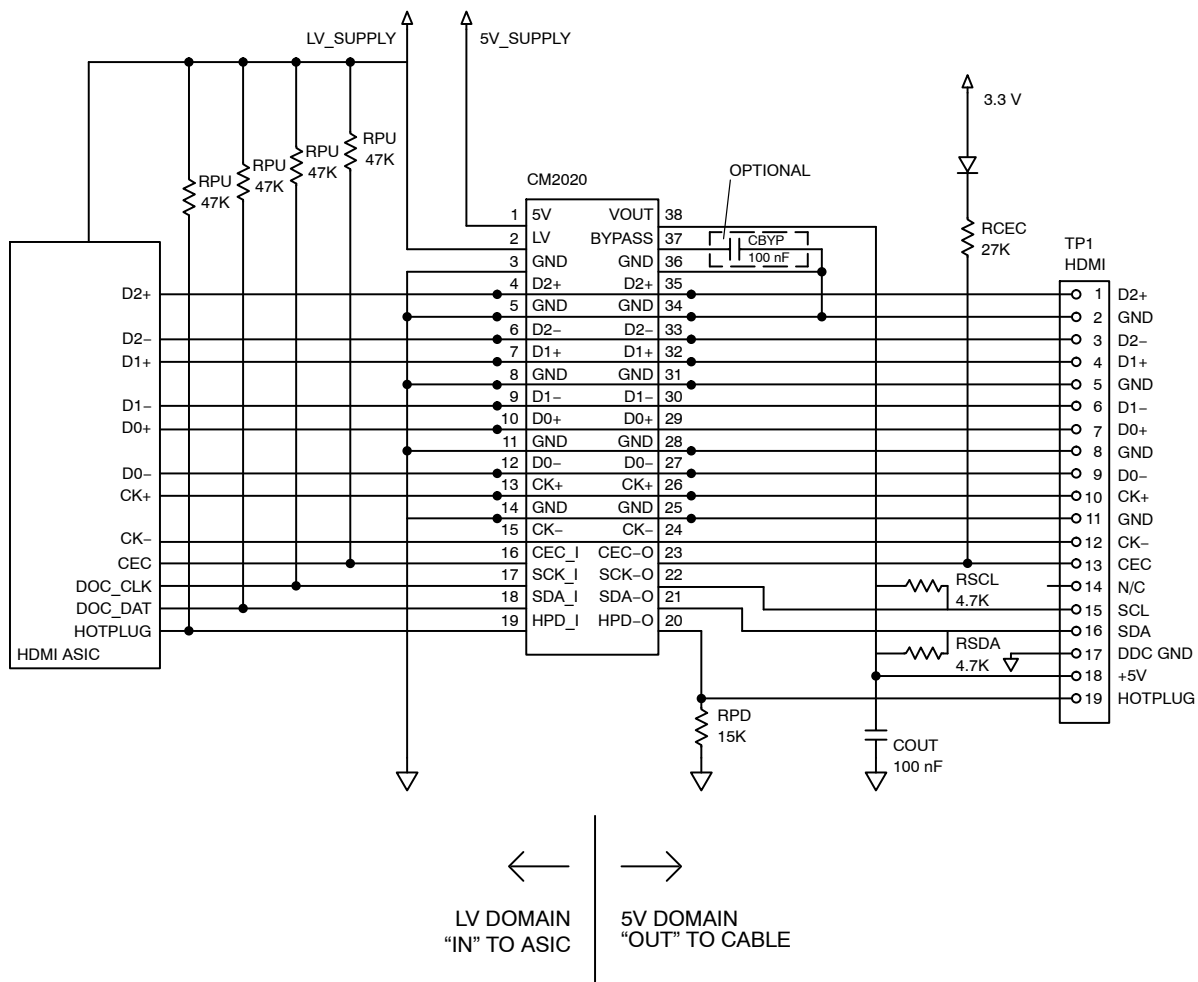 LV_SUPPLY
5V_SUPPLY
3.3 V
RPU
47K
RPU
47K
RPU
47K
RPU
47K
OPTIONAL
CM2020
CBYP
100 nF
RCEC
27K
TP1
HDMI
1 5V VOUT 38
2 LV BYPASS 37
3 GND GND 36
4 D2+ D2+ 35
5 GND GND 34
6 D2− D2− 33
7 D1+ D1+ 32
8 GND GND 31
9 D1− D1− 30
10 D0+ D0+ 29
11 GND GND 28
12 D0− D0− 27
13 CK+ CK+ 26
14 GND GND 25
15 CK− CK− 24
16 CEC_I CEC−O 23
17 SCK_I SCK−O 22
18 SDA_I SDA−O 21
19 HPD_I HPD−O 20
D2+
D2−
D1+
D1−
D0+
D0−
CK+
CK−
CEC
DOC_CLK
DOC_DAT
HOTPLUG
HDMI ASIC
1 D2+
2 GND
3 D2−
4 D1+
5 GND
6 D1−
7 D0+
8 GND
9 D0−
10 CK+
11 GND
12 CK−
13 CEC
14 N/C
15 SCL
16 SDA
17 DDC GND
18 +5V
19 HOTPLUG
RSCL
4.7K
RSDA
4.7K
RPD
15K
COUT
100 nF
LV DOMAIN
“IN” TO ASIC
5V DOMAIN
“OUT” TO CABLE